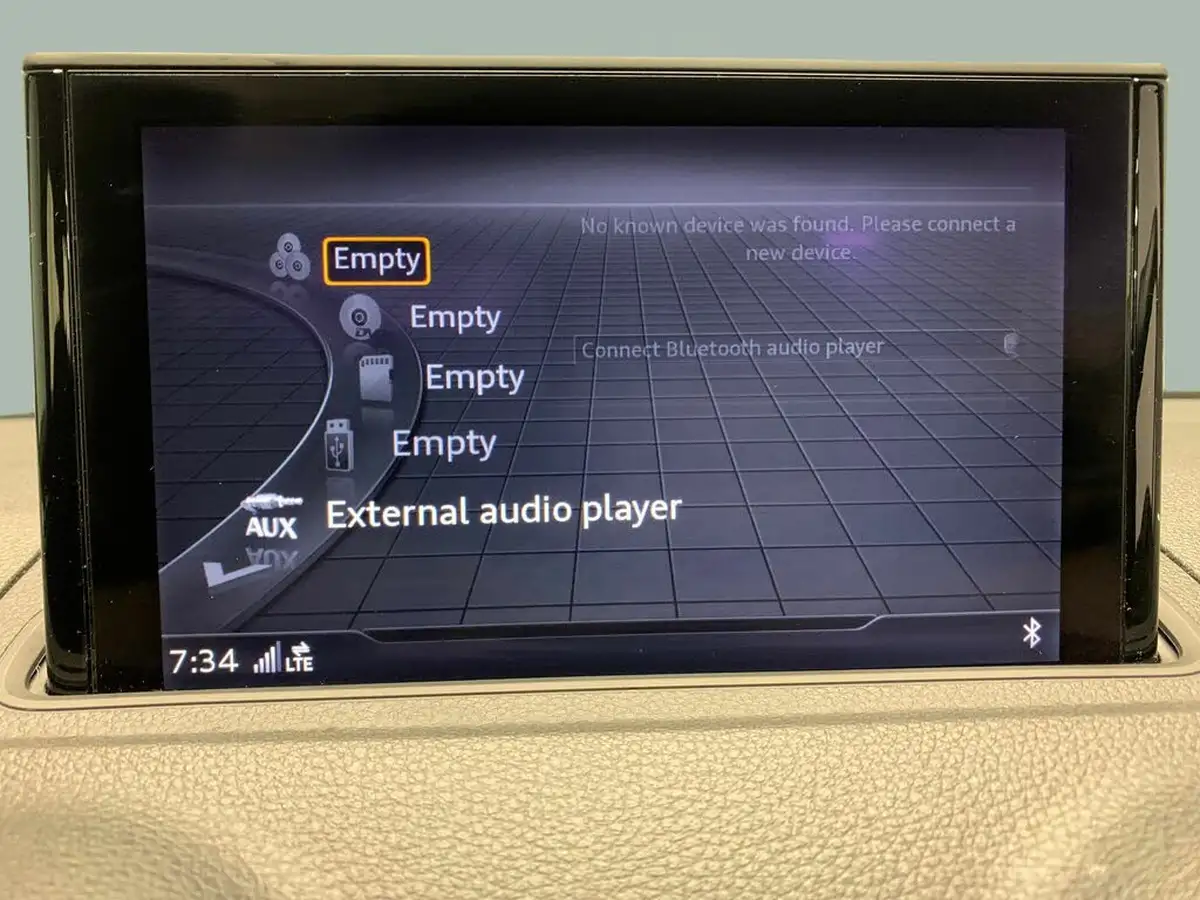 No known device was found. Please connect a
new device.
Empty
Empty
Connect Bluetooth audio player
Empty
Empty
External audio player
AUX
7:34 LTE